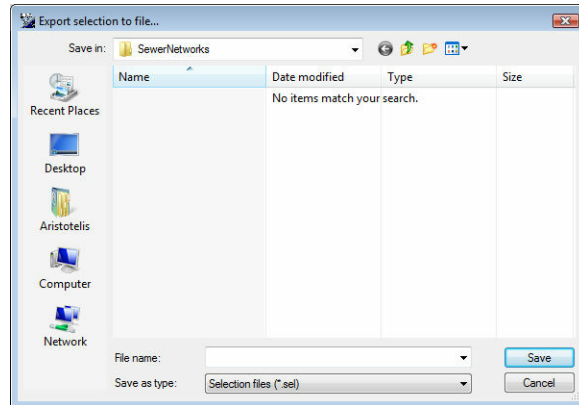 Export selection to file...
Save in: SewerNetworks
Name Date modified Type Size
No items match your search.
Recent Places
Desktop
Aristotelis
Computer
Network
File name: Save
Save as type: Selection files (*.sel) Cancel